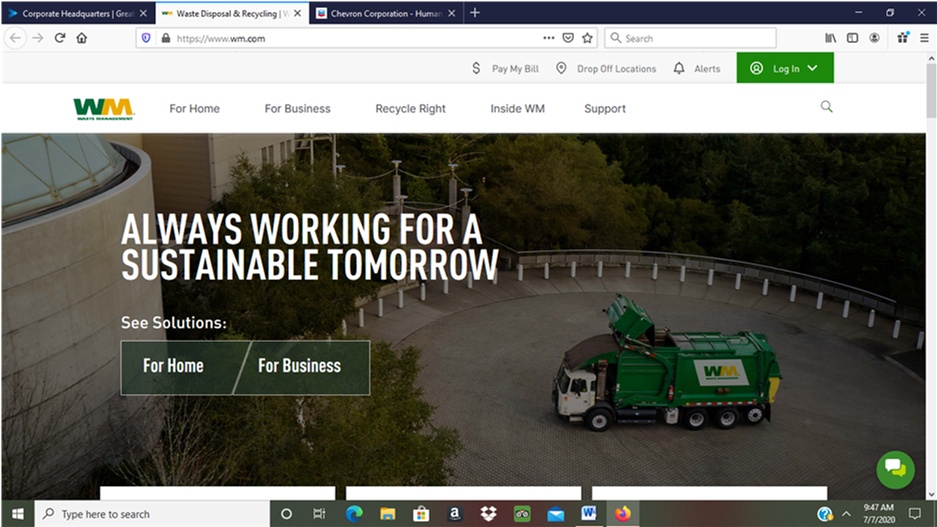 Corporate Headquarters | Great
Waste Disposal & Recycling | W
Chevron Corporation - Human
https://www.wm.com
Search
Pay My Bill
Drop Off Locations
Alerts
Log In
WM
WASTE MANAGEMENT
For Home
For Business
Recycle Right
Inside WM
Support
ALWAYS WORKING FOR A
SUSTAINABLE TOMORROW
See Solutions:
For Home
For Business
WM
WASTE MANAGEMENT
Type here to search
9:47 AM
7/7/2020